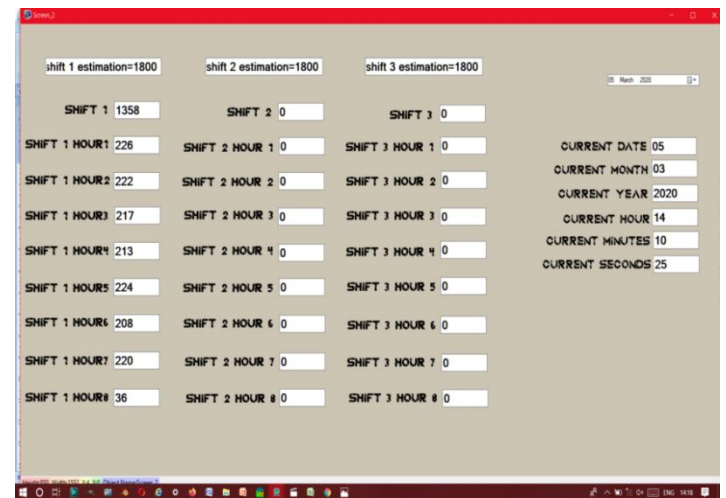 Screen_2
shift 1 estimation=1800 shift 2 estimation=1800 shift 3 estimation=1800
05 March 2020
SHIFT 1 1358 SHIFT 2 0 SHIFT 3 0
SHIFT 1 HOUR1 226 SHIFT 2 HOUR 1 0 SHIFT 3 HOUR 1 0 CURRENT DATE 05
CURRENT MONTH 03
SHIFT 1 HOUR2 222 SHIFT 2 HOUR 2 0 SHIFT 3 HOUR 2 0 CURRENT YEAR 2020
SHIFT 1 HOUR3 217 SHIFT 2 HOUR 3 0 SHIFT 3 HOUR 3 0 CURRENT HOUR 14
SHIFT 1 HOUR4 213 SHIFT 2 HOUR 4 0 SHIFT 3 HOUR 4 0 CURRENT MINUTES 10
CURRENT SECONDS 25
SHIFT 1 HOUR5 224 SHIFT 2 HOUR 5 0 SHIFT 3 HOUR 5 0
SHIFT 1 HOUR6 208 SHIFT 2 HOUR 6 0 SHIFT 3 HOUR 6 0
SHIFT 1 HOUR7 220 SHIFT 2 HOUR 7 0 SHIFT 3 HOUR 7 0
SHIFT 1 HOUR8 36 SHIFT 2 HOUR 8 0 SHIFT 3 HOUR 8 0
ENG 1418